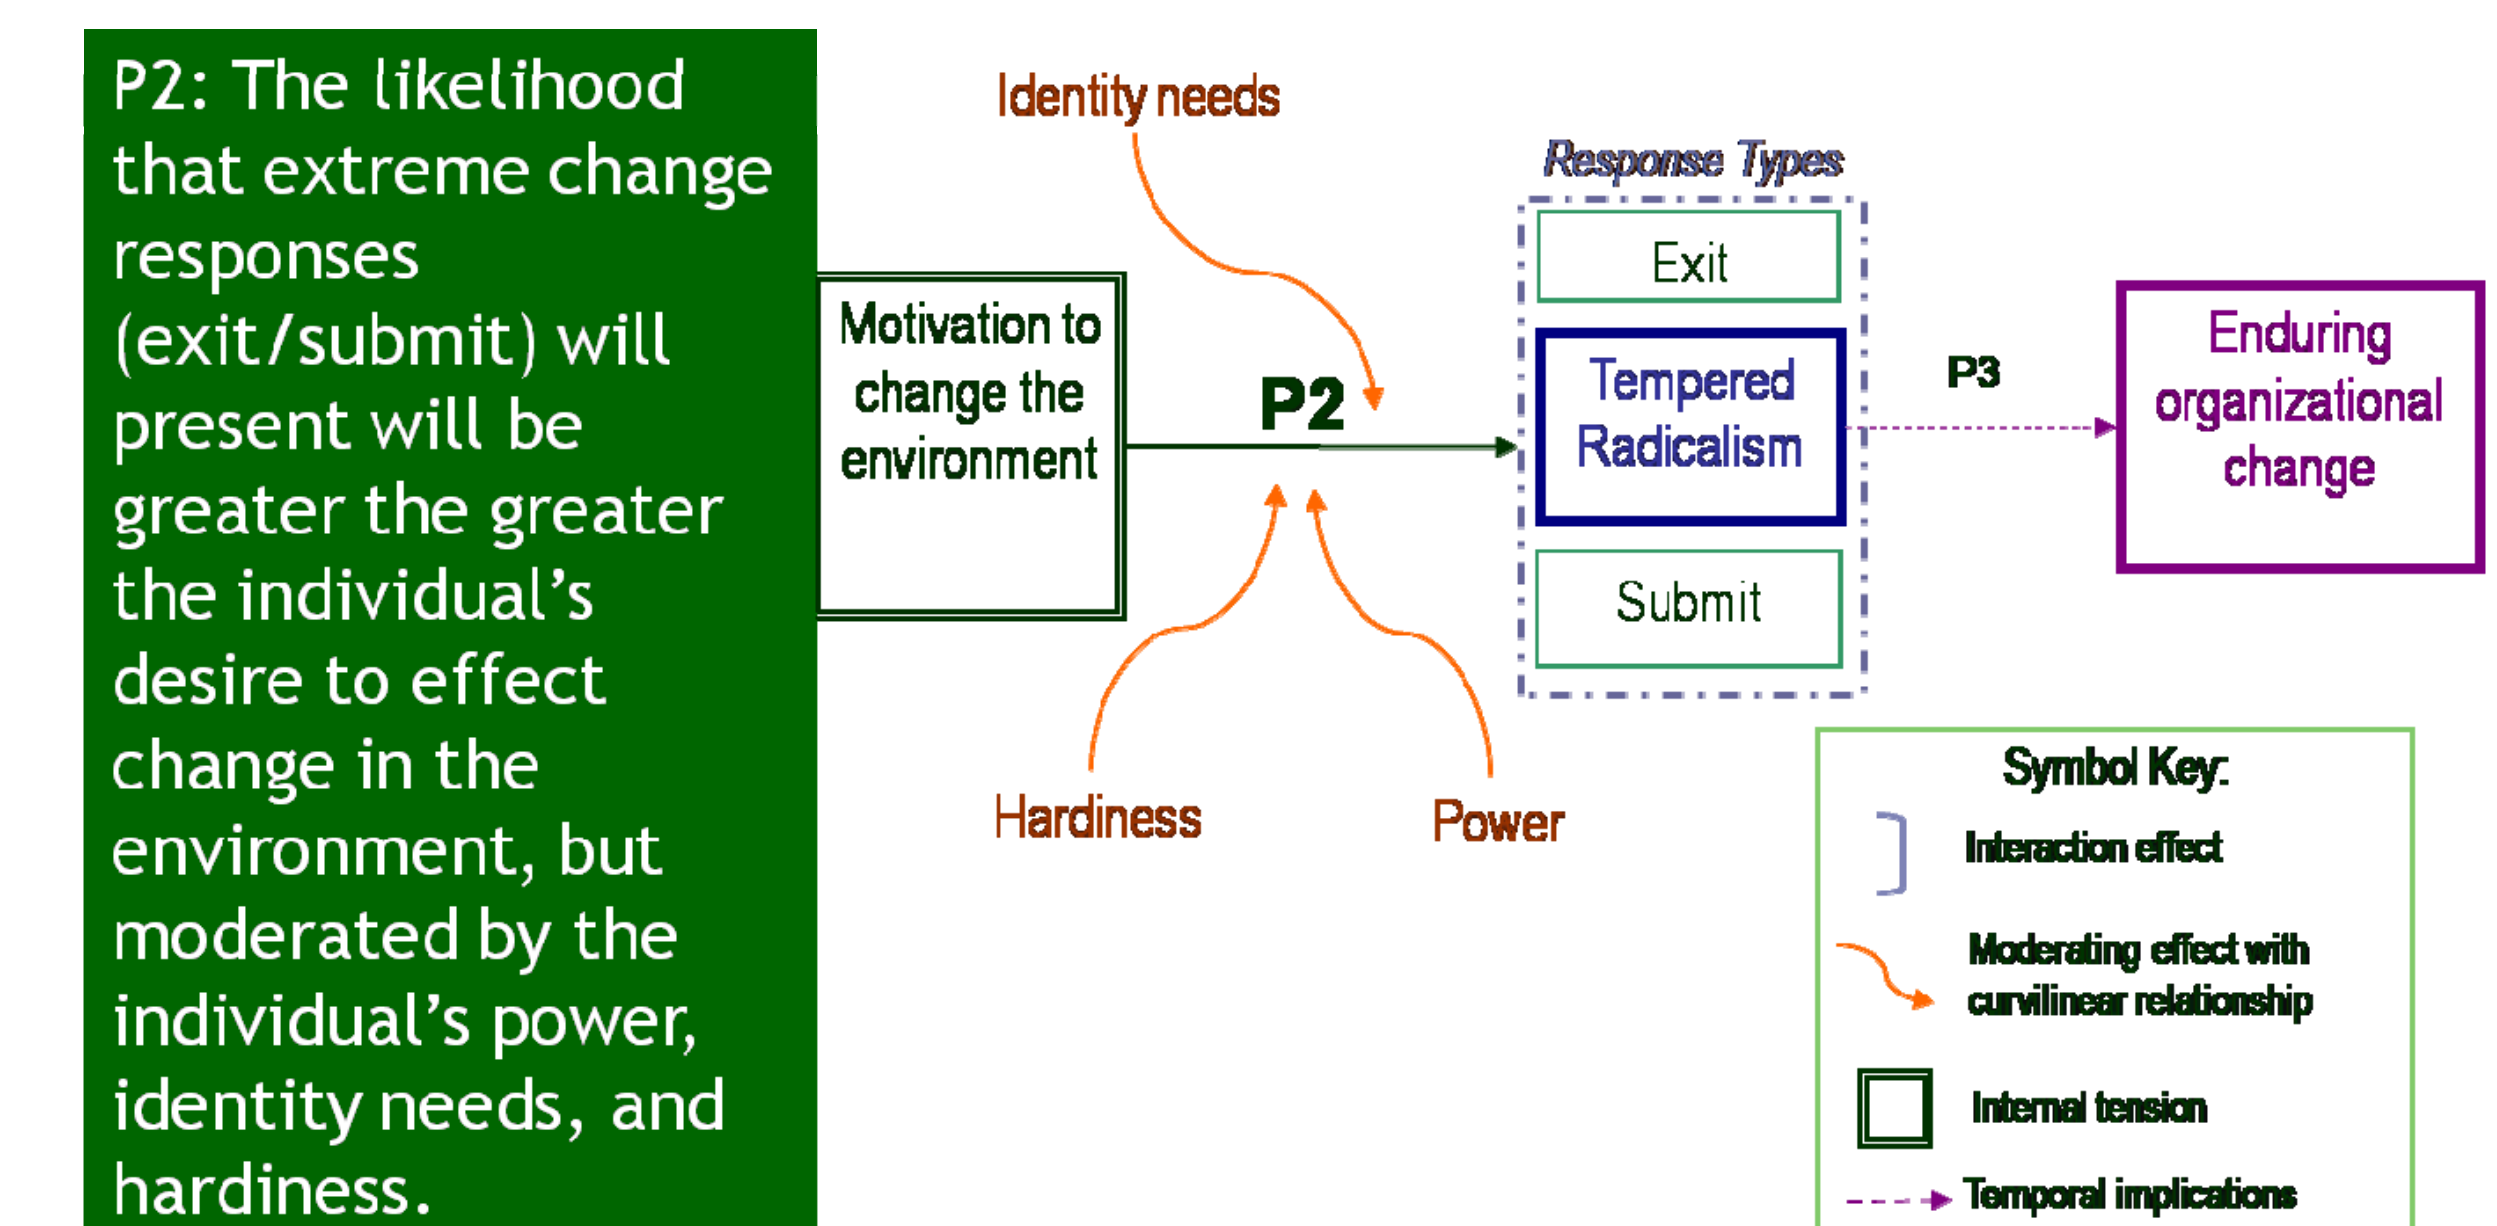 P2: The likelihood
that extreme change
responses
(exit/submit) will
present will be
greater the greater
the individual's
desire to effect
change in the
environment, but
moderated by the
individual's power,
identity needs, and
hardiness.
Identity needs
Motivation to
change the
environment
P2
Hardiness
Power
Response Types
Exit
Tempered
Radicalism
Submit
P3
Enduring
organizational
change
Symbol Key:
Interaction effect
Moderating effect with
curvilinear relationship
Internal tension
Temporal implications